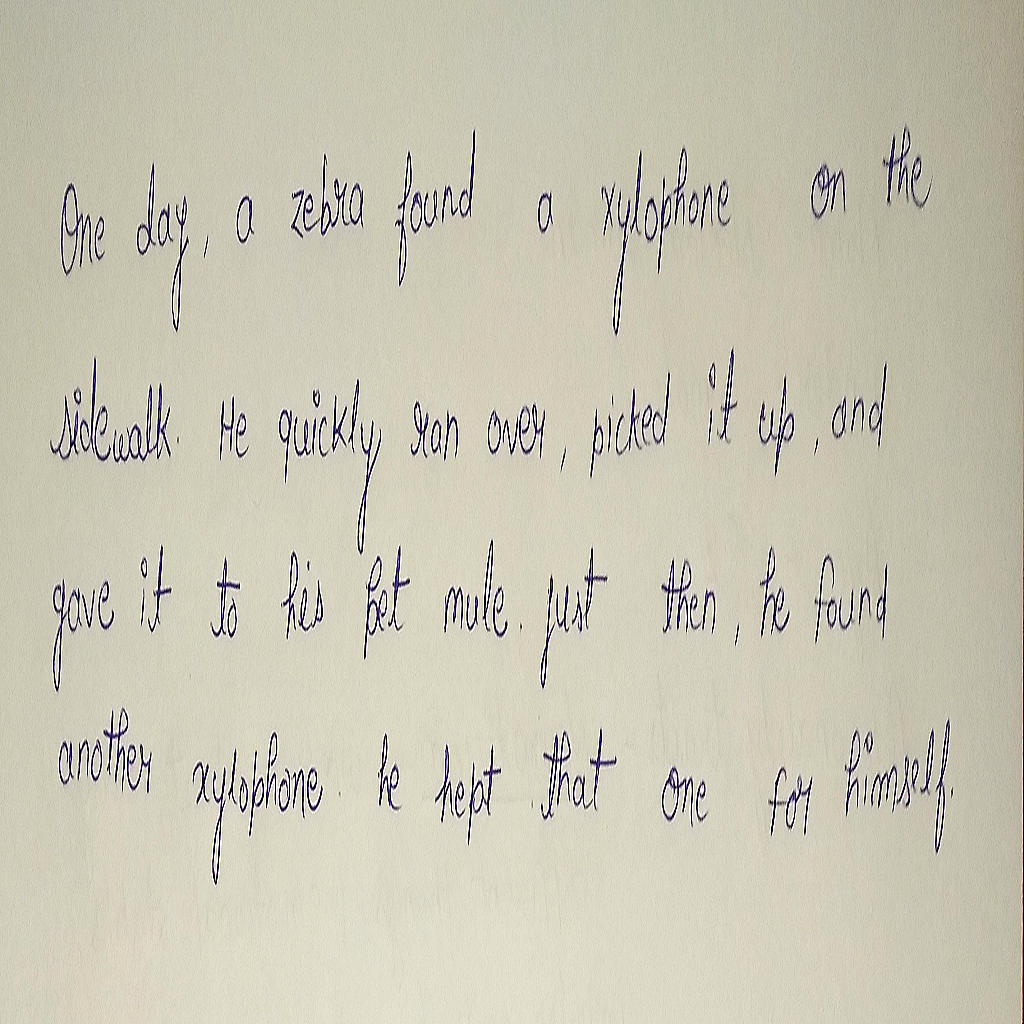 One day, a zebra found a xylophone on the
sidewalk. He quickly ran over, picked it up, and
gave it to his pet mule. just then, he found
another xylophone. he kept that one for himself.